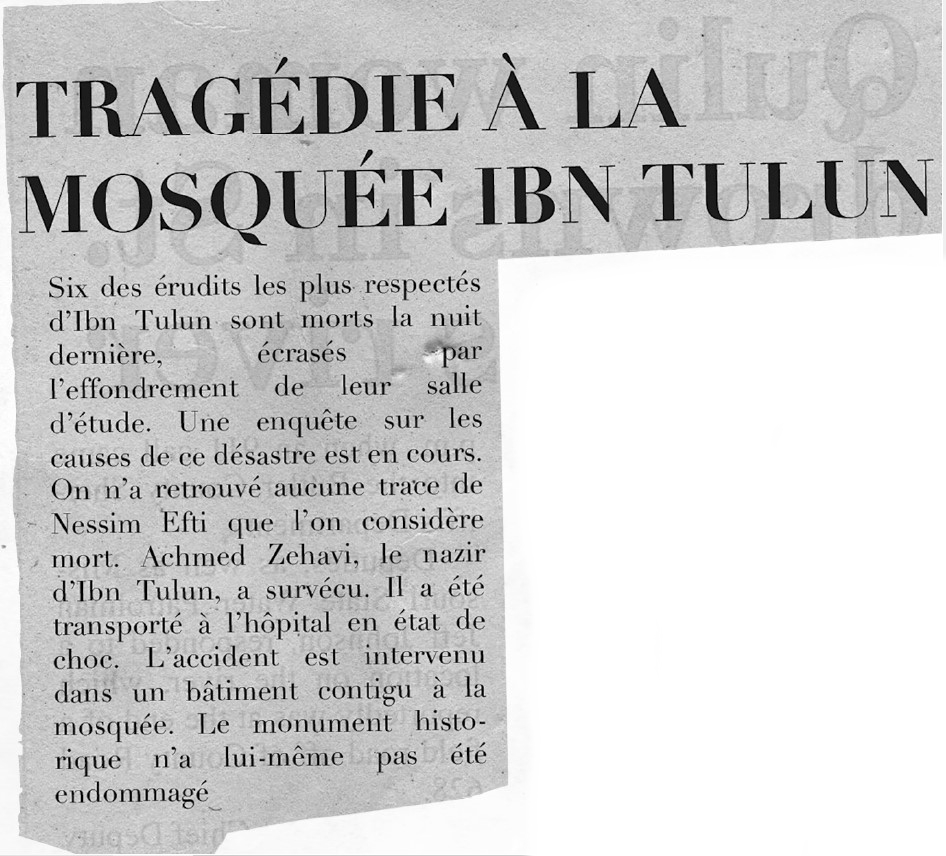 TRAGÉDIE À LA
MOSQUÉE IBN TULUN
Six des érudits les plus respectés
d'Ibn Tulun sont morts la nuit
dernière, écrasés par
l'effondrement de leur salle
d'étude. Une enquête sur les
causes de ce désastre est en cours.
On n'a retrouvé aucune trace de
Nessim Efti que l'on considère
mort. Achmed Zehavi, le nazir
d'Ibn Tulun, a survécu. Il a été
transporté à l'hôpital en état de
choc. L'accident est intervenu
dans un bâtiment contigu à la
mosquée. Le monument histo-
rique n'a lui-même pas été
endommagé